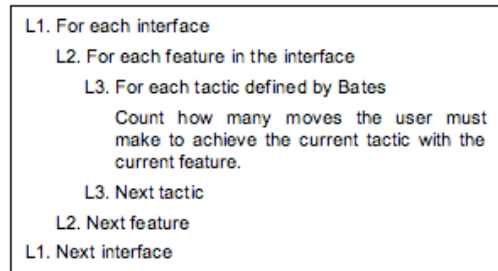 L1. For each interface
L2. For each feature in the interface
L3. For each tactic defined by Bates
Count how many moves the user must
make to achieve the current tactic with the
current feature.
L3. Next tactic
L2. Next feature
L1. Next interface